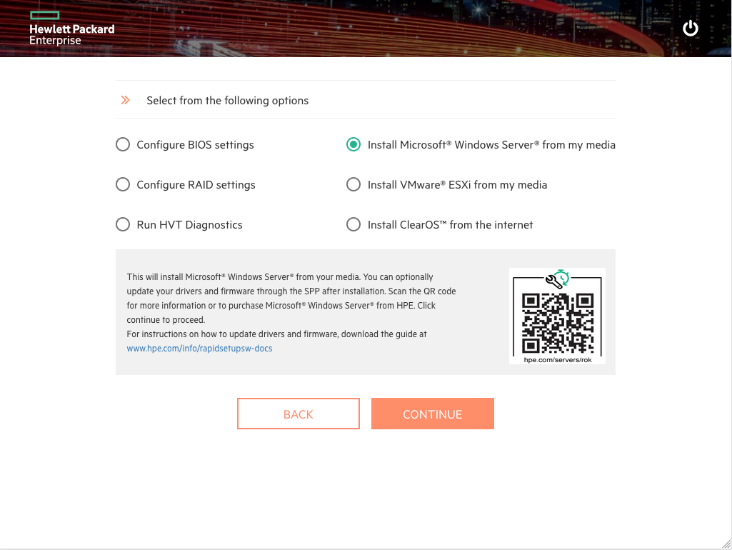 Hewlett Packard
Enterprise
Select from the following options
Configure BIOS settings
Install Microsoft® Windows Server® from my media
Configure RAID settings
Install VMware® ESXi from my media
Run HVT Diagnostics
Install ClearOS™ from the internet
This will install Microsoft® Windows Server® from your media. You can optionally
update your drivers and firmware through the SPP after installation. Scan the QR code
for more information or to purchase Microsoft® Windows Server® from HPE. Click
continue to proceed.
For instructions on how to update drivers and firmware, download the guide at
www.hpe.com/info/rapidsetupsw-docs
hpe.com/servers/rok
BACK
CONTINUE